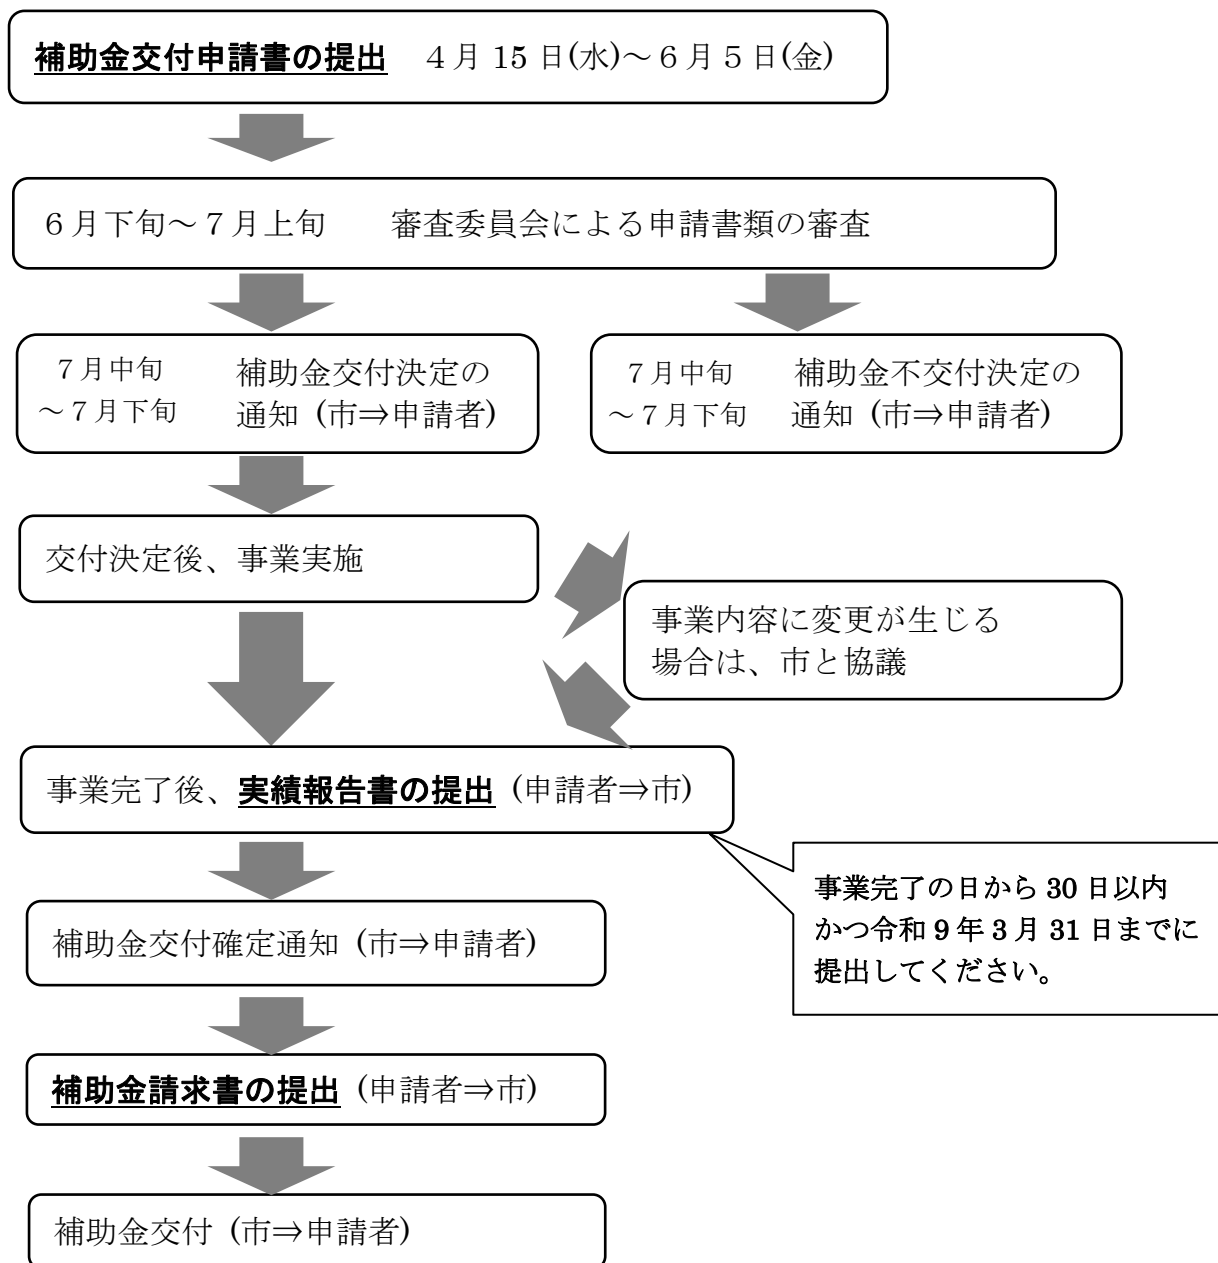 補助金交付申請書の提出　４月 15 日(水)～６月５日(金)
６月下旬～７月上旬　　審査委員会による申請書類の審査
７月中旬
～７月下旬
補助金交付決定の
通知 (市⇒申請者)
７月中旬
～７月下旬
補助金不交付決定の
通知 (市⇒申請者)
交付決定後、事業実施
事業内容に変更が生じる
場合は、市と協議
事業完了後、実績報告書の提出 (申請者⇒市)
事業完了の日から 30 日以内
かつ令和 9 年 3 月 31 日までに
提出してください。
補助金交付確定通知 (市⇒申請者)
補助金請求書の提出 (申請者⇒市)
補助金交付 (市⇒申請者)